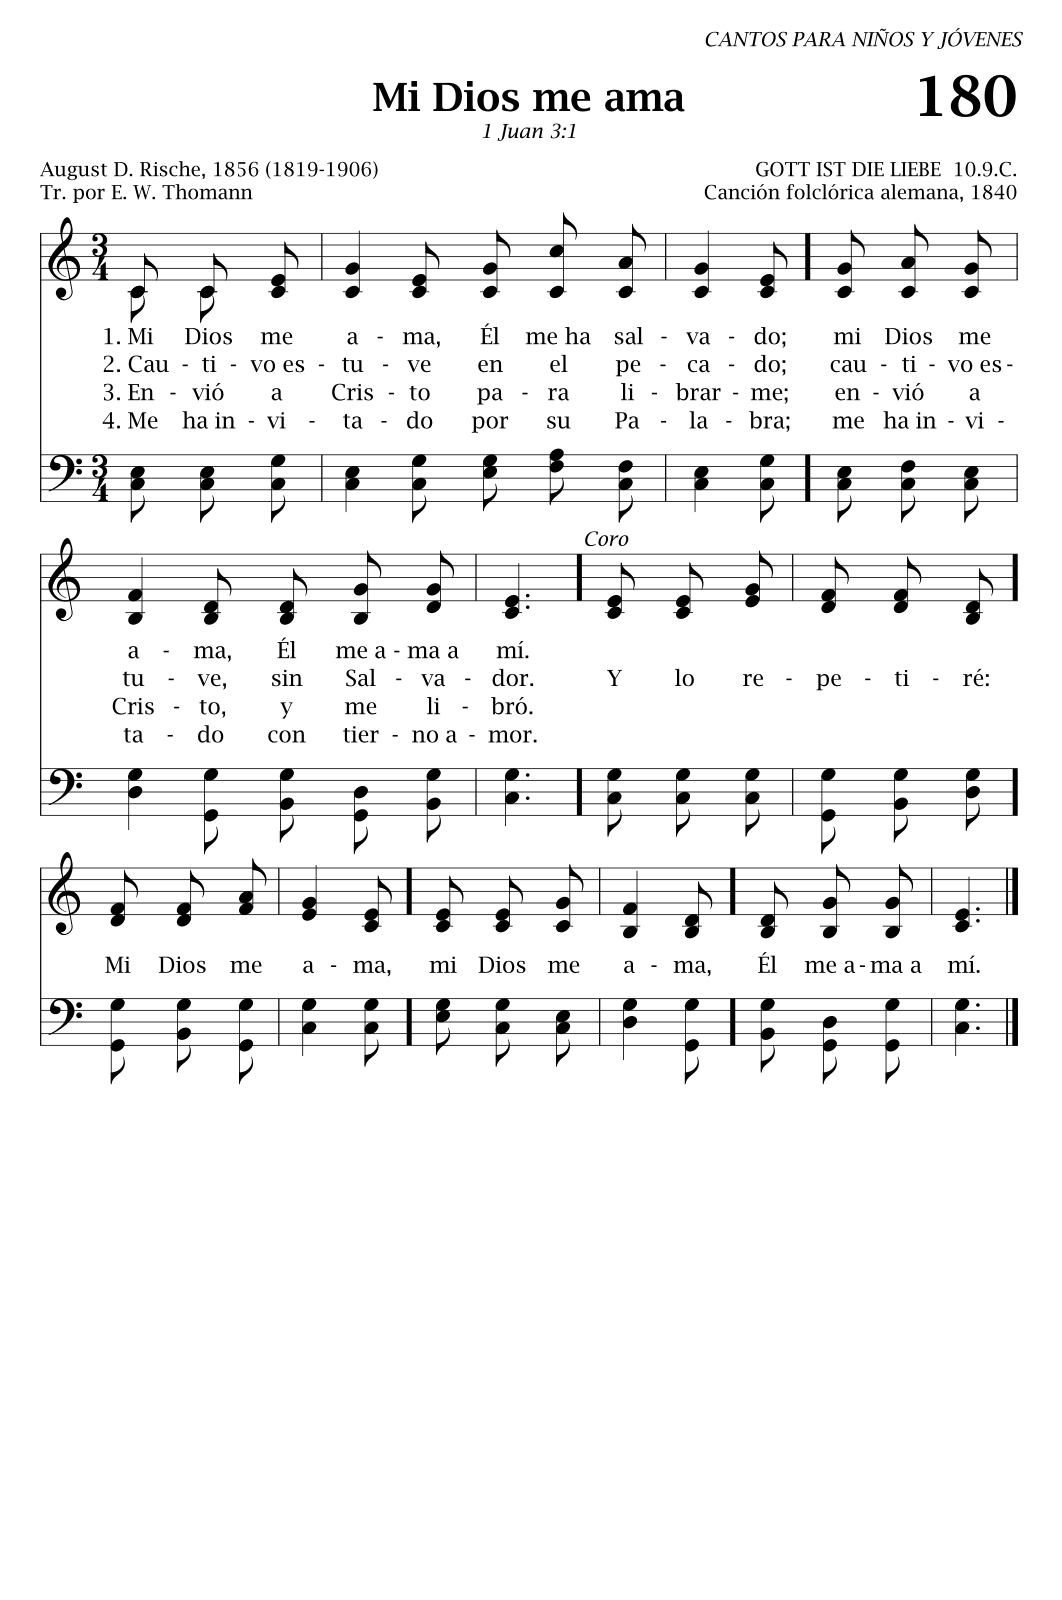 CANTOS PARA NIÑOS Y JÓVENES
Mi Dios me ama
180
1 Juan 3:1
August D. Rische, 1856 (1819-1906)
GOTT IST DIE LIEBE 10.9.C.
Tr. por E. W. Thomann
Canción folclórica alemana, 1840
3 4
1. Mi Dios me a - ma, Él me ha sal - va - do; mi Dios me
2. Cau - ti - vo es - tu - ve en el pe - ca - do; cau - ti - vo es -
3. En - vió a Cris - to pa - ra li - brar - me; en - vió a
4. Me ha in - vi - ta - do por su Pa - la - bra; me ha in - vi -
3 4
Coro
a - ma, Él me a - ma a mí.
tu - ve, sin Sal - va - dor. Y lo re - pe - ti - ré:
Cris - to, y me li - bró.
ta - do con tier - no a - mor.
Mi Dios me a - ma, mi Dios me a - ma, Él me a - ma a mí.